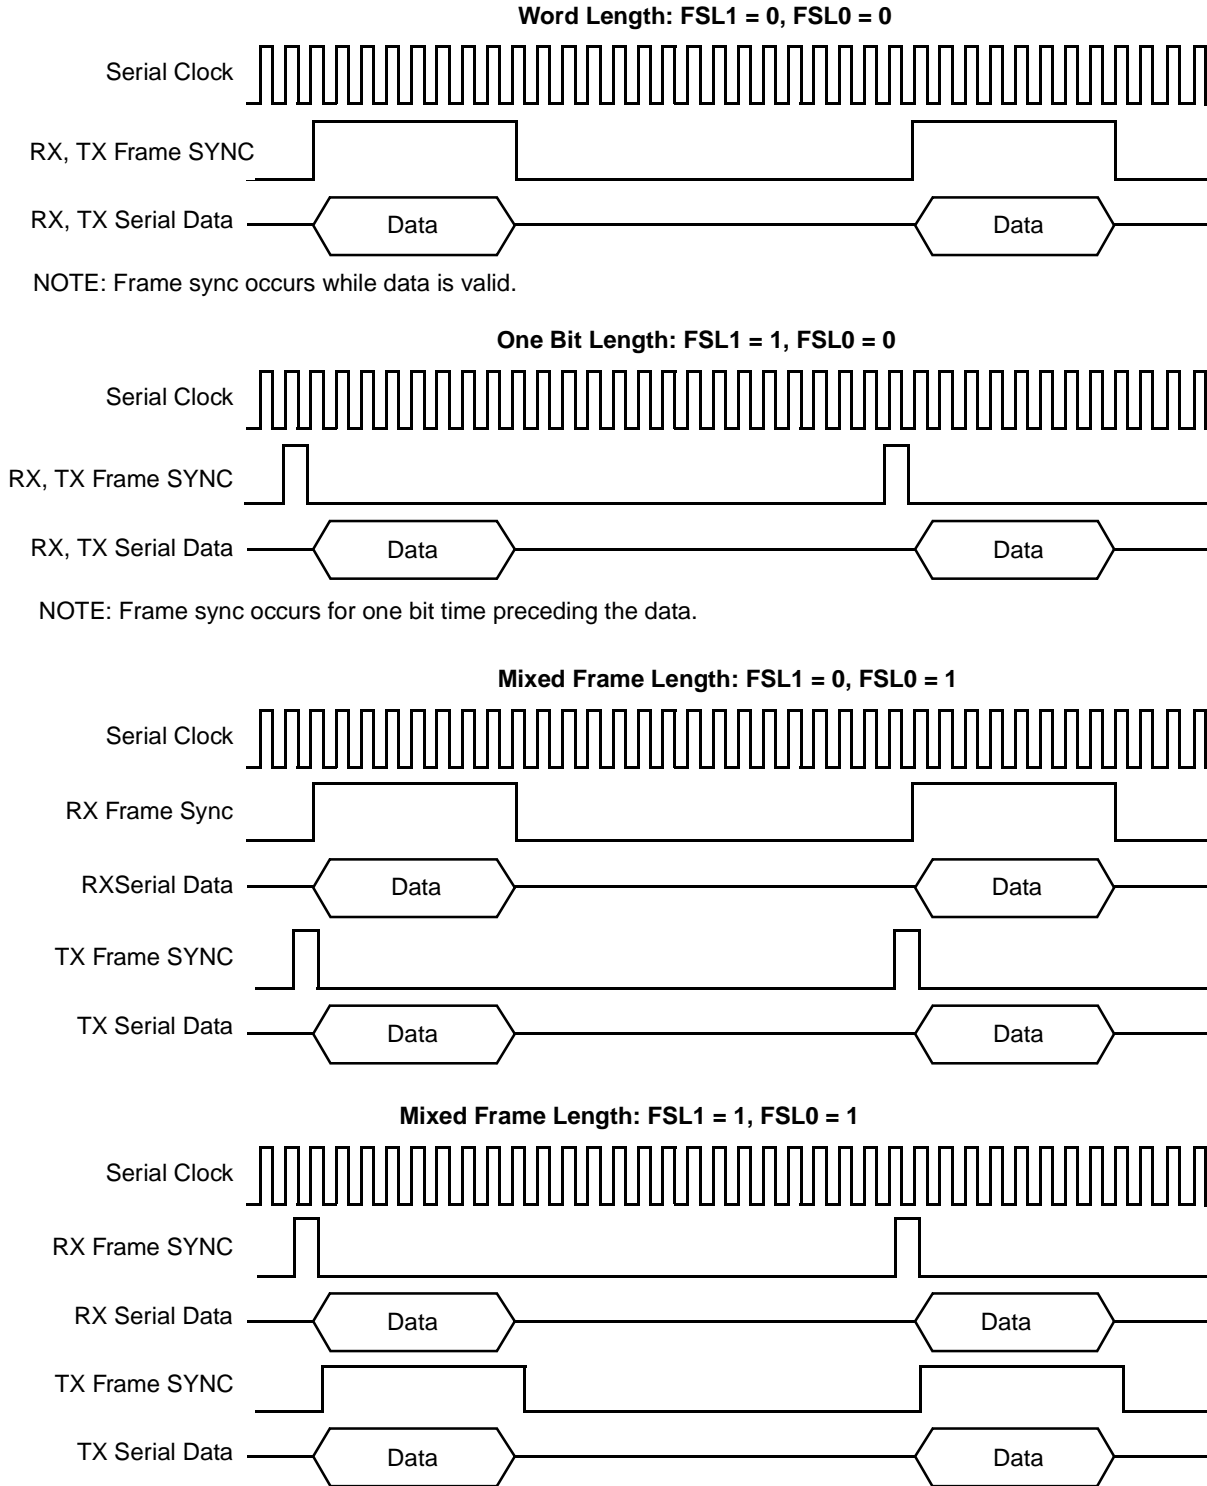 Word Length: FSL1 = 0, FSL0 = 0
Serial Clock
RX, TX Frame SYNC
RX, TX Serial Data
Data
Data
NOTE: Frame sync occurs while data is valid.
One Bit Length: FSL1 = 1, FSL0 = 0
Serial Clock
RX, TX Frame SYNC
RX, TX Serial Data
Data
Data
NOTE: Frame sync occurs for one bit time preceding the data.
Mixed Frame Length: FSL1 = 0, FSL0 = 1
Serial Clock
RX Frame Sync
RXSerial Data
Data
Data
TX Frame SYNC
TX Serial Data
Data
Data
Mixed Frame Length: FSL1 = 1, FSL0 = 1
Serial Clock
RX Frame SYNC
RX Serial Data
Data
Data
TX Frame SYNC
TX Serial Data
Data
Data